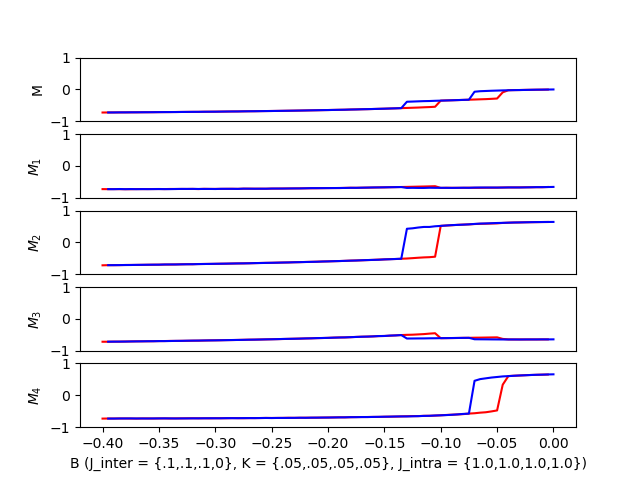 1
0
−1
M
1
0
−1
M₁
1
0
−1
M₂
1
0
−1
M₃
1
0
−1
M₄
−0.40 −0.35 −0.30 −0.25 −0.20 −0.15 −0.10 −0.05 0.00
B (J_inter = {.1,.1,.1,0}, K = {.05,.05,.05,.05}, J_intra = {1.0,1.0,1.0,1.0})